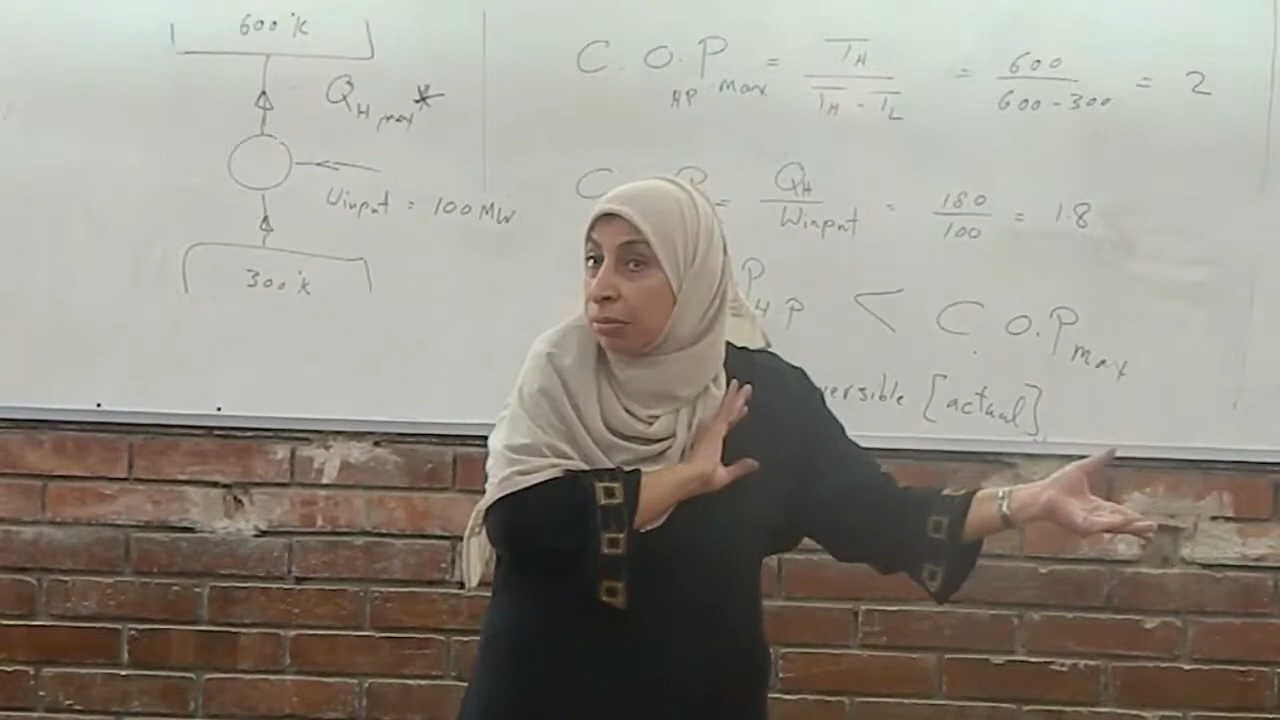 600 °k
Q H max *
Winput = 100 MW
300 °k
C.O.P HP max = TH / TH - TL = 600 / 600 - 300 = 2
C P = QH / Winput = 180 / 100 = 1.8
P H.P < C.O.P max
ersible [actual]